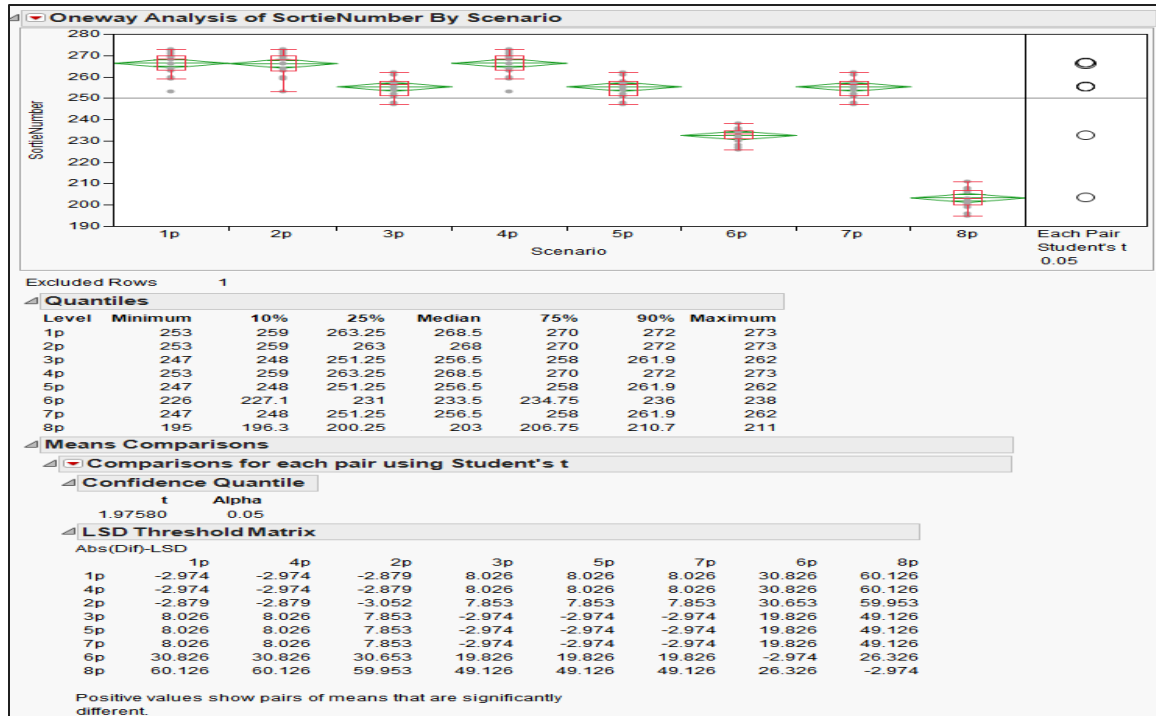 Oneway Analysis of SortieNumber By Scenario
280
270
260
250
240
230
220
210
200
190
SortieNumber
1p 2p 3p 4p 5p 6p 7p 8p
Scenario
Each Pair
Student's t
0.05
Excluded Rows 1
Quantiles
Level Minimum 10% 25% Median 75% 90% Maximum
1p 253 259 263.25 268.5 270 272 273
2p 253 259 263 268 270 272 273
3p 247 248 251.25 256.5 258 261.9 262
4p 253 259 263.25 268.5 270 272 273
5p 247 248 251.25 256.5 258 261.9 262
6p 226 227.1 231 233.5 234.75 236 238
7p 247 248 251.25 256.5 258 261.9 262
8p 195 196.3 200.25 203 206.75 210.7 211
Means Comparisons
Comparisons for each pair using Student's t
Confidence Quantile
t Alpha
1.97580 0.05
LSD Threshold Matrix
Abs(Dif)-LSD
1p 4p 2p 3p 5p 7p 6p 8p
1p -2.974 -2.974 -2.879 8.026 8.026 8.026 30.826 60.126
4p -2.974 -2.974 -2.879 8.026 8.026 8.026 30.826 60.126
2p -2.879 -2.879 -3.052 7.853 7.853 7.853 30.653 59.953
3p 8.026 8.026 7.853 -2.974 -2.974 -2.974 19.826 49.126
5p 8.026 8.026 7.853 -2.974 -2.974 -2.974 19.826 49.126
7p 8.026 8.026 7.853 -2.974 -2.974 -2.974 19.826 49.126
6p 30.826 30.826 30.653 19.826 19.826 19.826 -2.974 26.326
8p 60.126 60.126 59.953 49.126 49.126 49.126 26.326 -2.974
Positive values show pairs of means that are significantly
different.